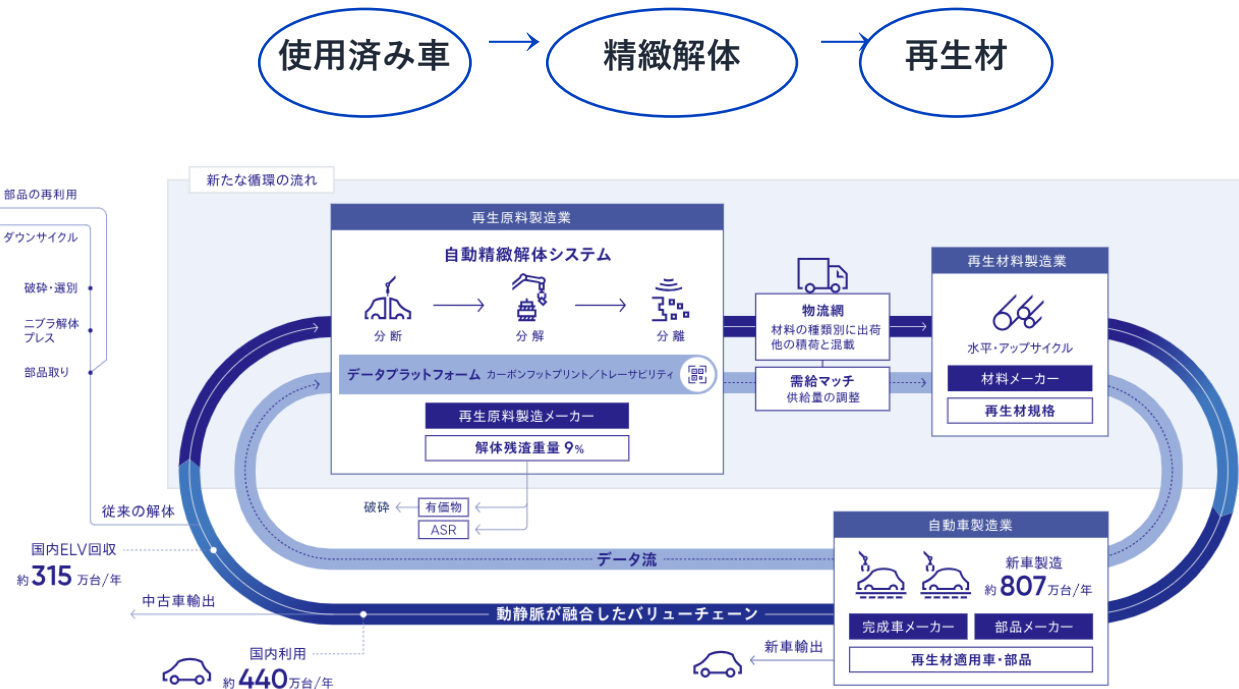 使用済み車
精緻解体
再生材
新たな循環の流れ
部品の再利用
ダウンサイクル
破砕・選別
ニブラ解体
プレス
部品取り
従来の解体
再生原料製造業
自動精緻解体システム
分断
分解
分離
データプラットフォーム カーボンフットプリント／トレーサビリティ
再生原料製造メーカー
解体残渣重量 9%
破砕
有価物
ASR
物流網
材料の種類別に出荷
他の積荷と混載
需給マッチ
供給量の調整
再生材料製造業
水平・アップサイクル
材料メーカー
再生材規格
国内ELV回収
約315万台/年
中古車輸出
国内利用
約440万台/年
データ流
動静脈が融合したバリューチェーン
新車輸出
自動車製造業
新車製造
約807万台/年
完成車メーカー
部品メーカー
再生材適用車・部品